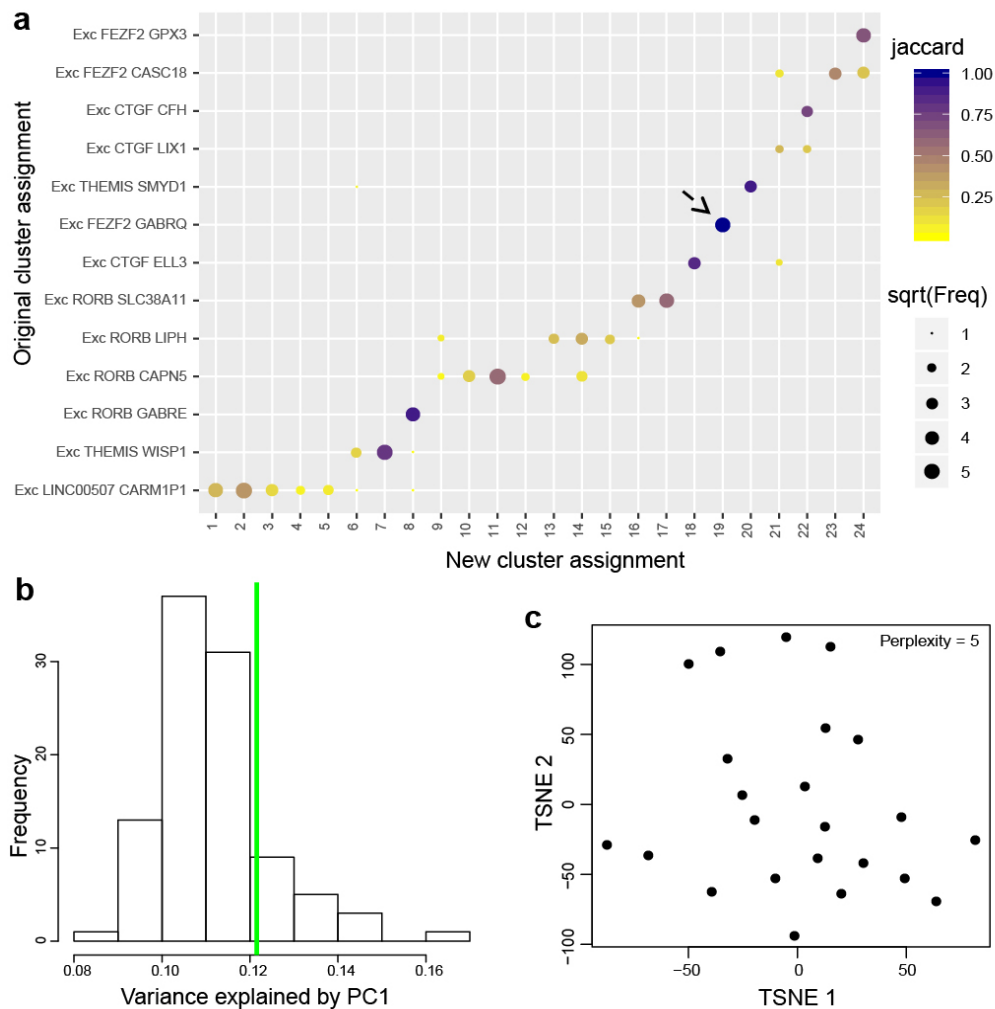 a
Original cluster assignment
Exc FEZF2 GPX3
Exc FEZF2 CASC18
Exc CTGF CFH
Exc CTGF LIX1
Exc THEMIS SMYD1
Exc FEZF2 GABRQ
Exc CTGF ELL3
Exc RORB SLC38A11
Exc RORB LIPH
Exc RORB CAPN5
Exc RORB GABRE
Exc THEMIS WISP1
Exc LINC00507 CARM1P1
1 2 3 4 5 6 7 8 9 10 11 12 13 14 15 16 17 18 19 20 21 22 23 24
New cluster assignment
jaccard
1.00
0.75
0.50
0.25
sqrt(Freq)
1
2
3
4
5
b
Frequency
30
20
10
0
0.08 0.10 0.12 0.14 0.16
Variance explained by PC1
c
Perplexity = 5
TSNE 2
100
50
0
−50
−100
−50 0 50
TSNE 1